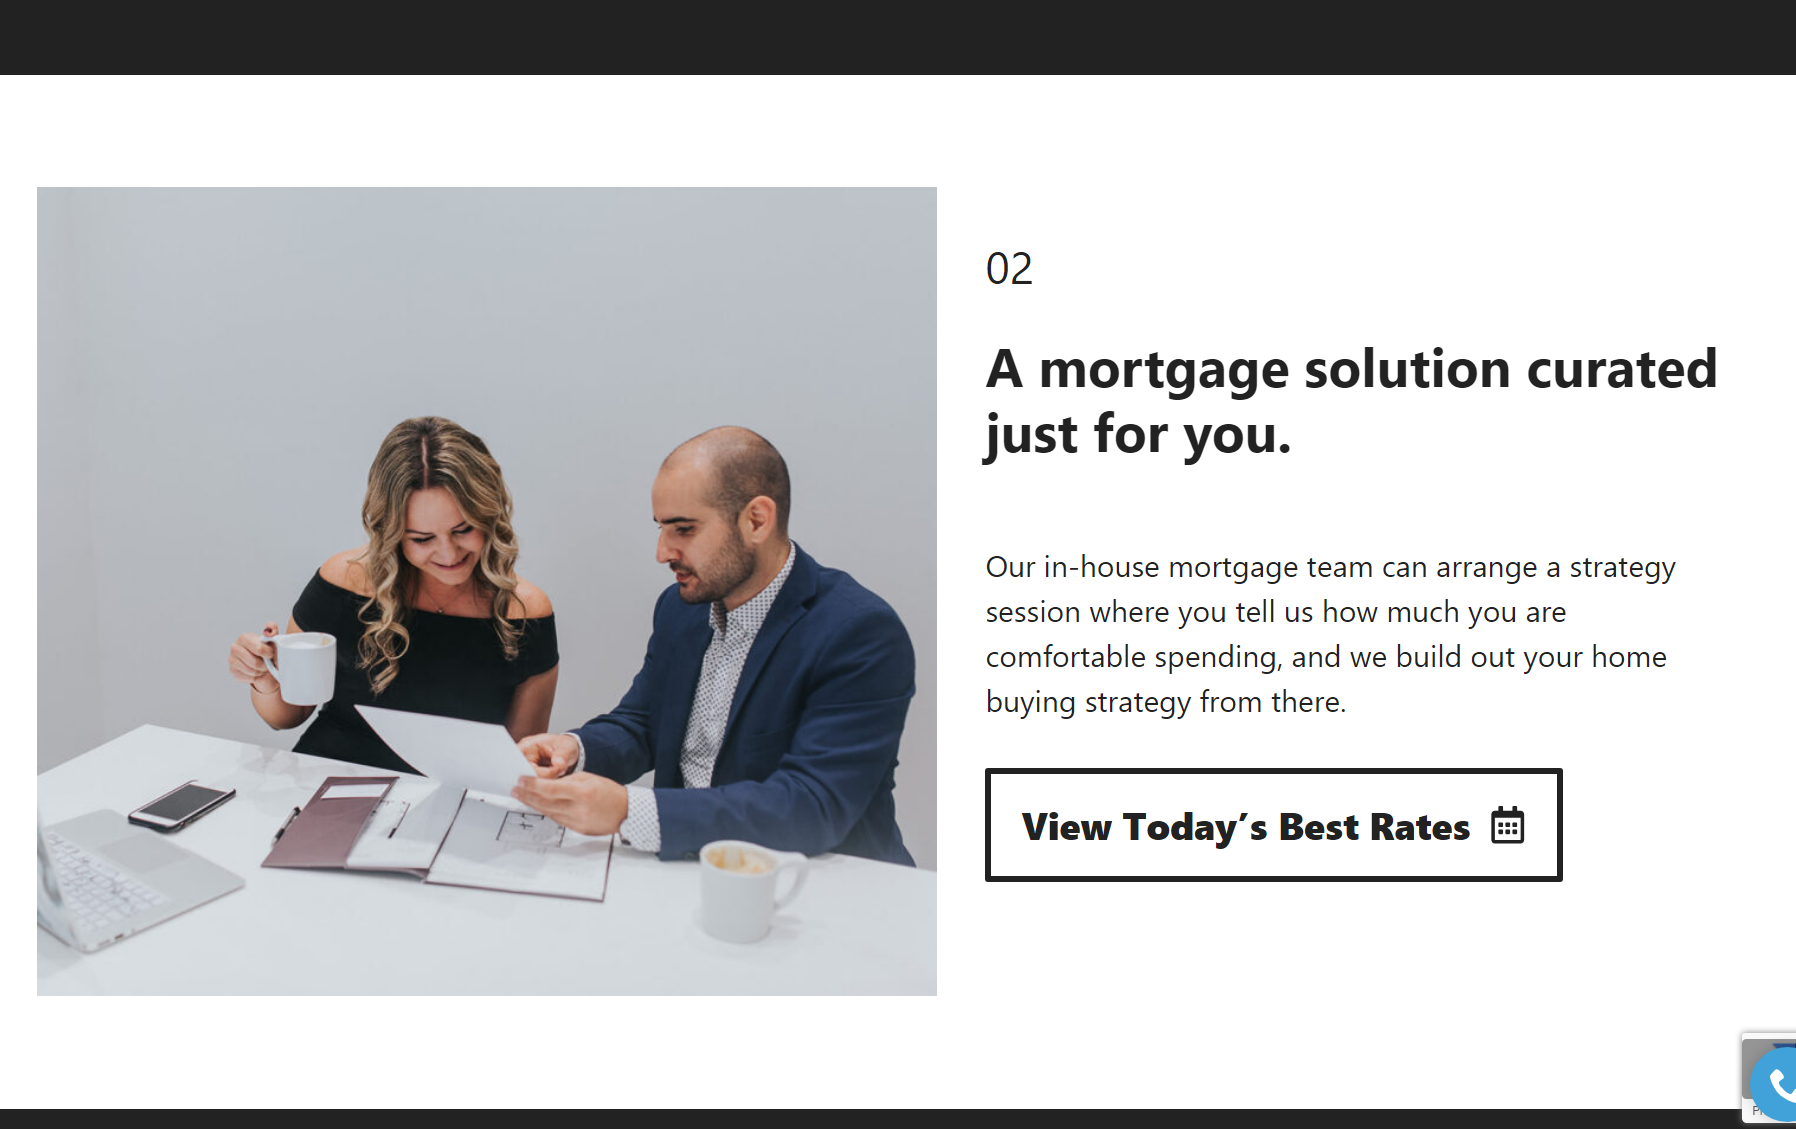 02
A mortgage solution curated
just for you.
Our in-house mortgage team can arrange a strategy
session where you tell us how much you are
comfortable spending, and we build out your home
buying strategy from there.
View Today’s Best Rates